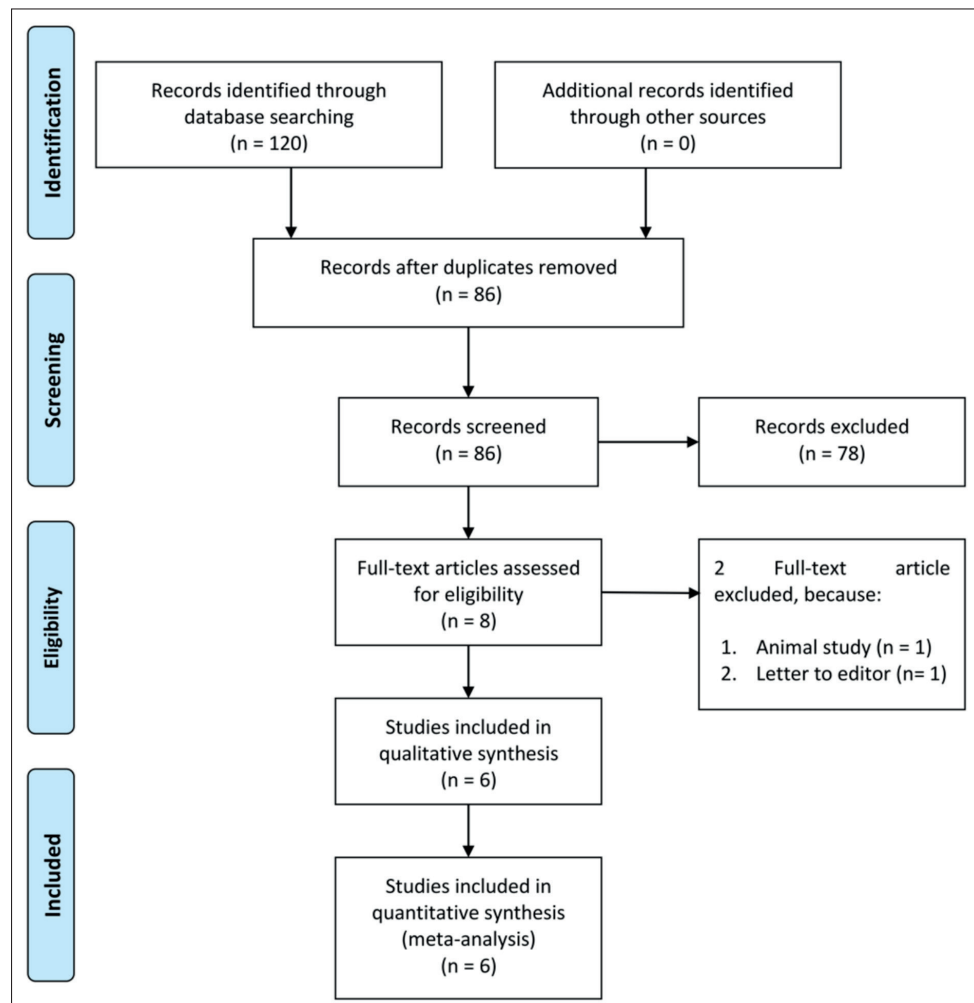 Identification
Records identified through
database searching
(n = 120)
Additional records identified
through other sources
(n = 0)
Records after duplicates removed
(n = 86)
Screening
Records screened
(n = 86)
Records excluded
(n = 78)
Eligibility
Full-text articles assessed
for eligibility
(n = 8)
2 Full-text article
excluded, because:
1. Animal study (n = 1)
2. Letter to editor (n= 1)
Studies included in
qualitative synthesis
(n = 6)
Included
Studies included in
quantitative synthesis
(meta-analysis)
(n = 6)